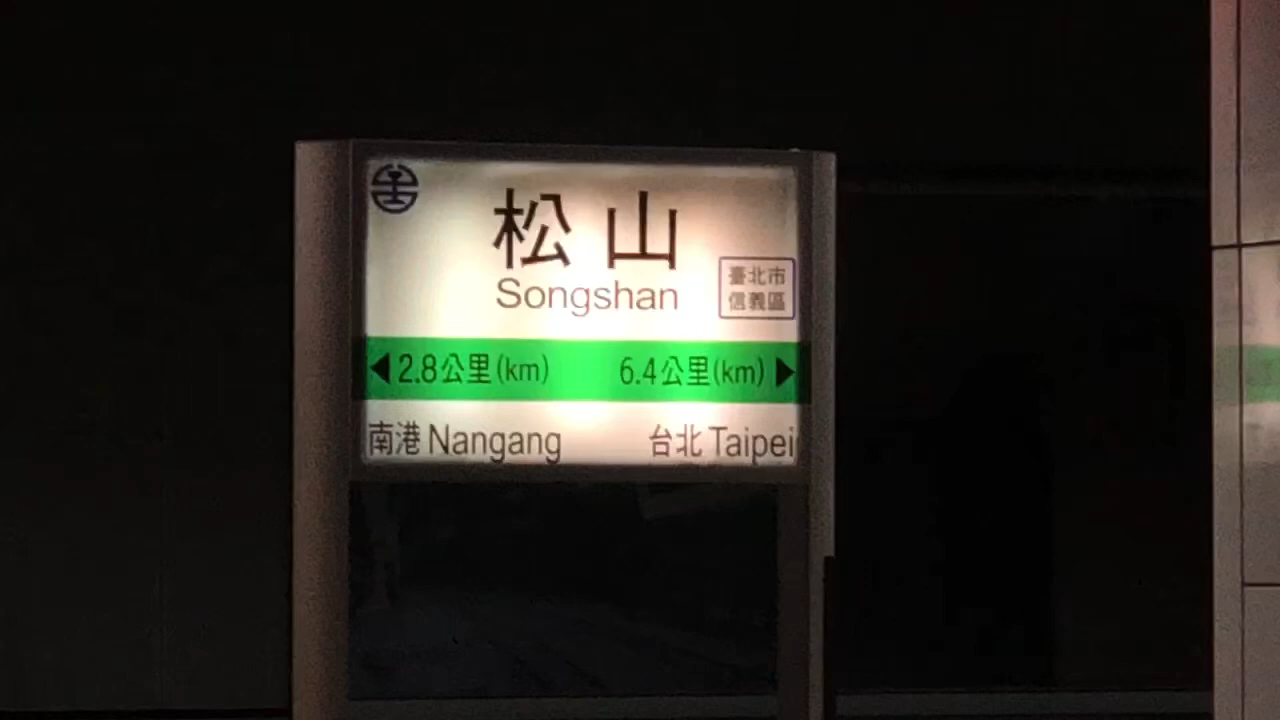 松山
Songshan
臺北市
信義區
◀2.8公里(km) 6.4公里(km)▶
南港 Nangang 台北 Taipei